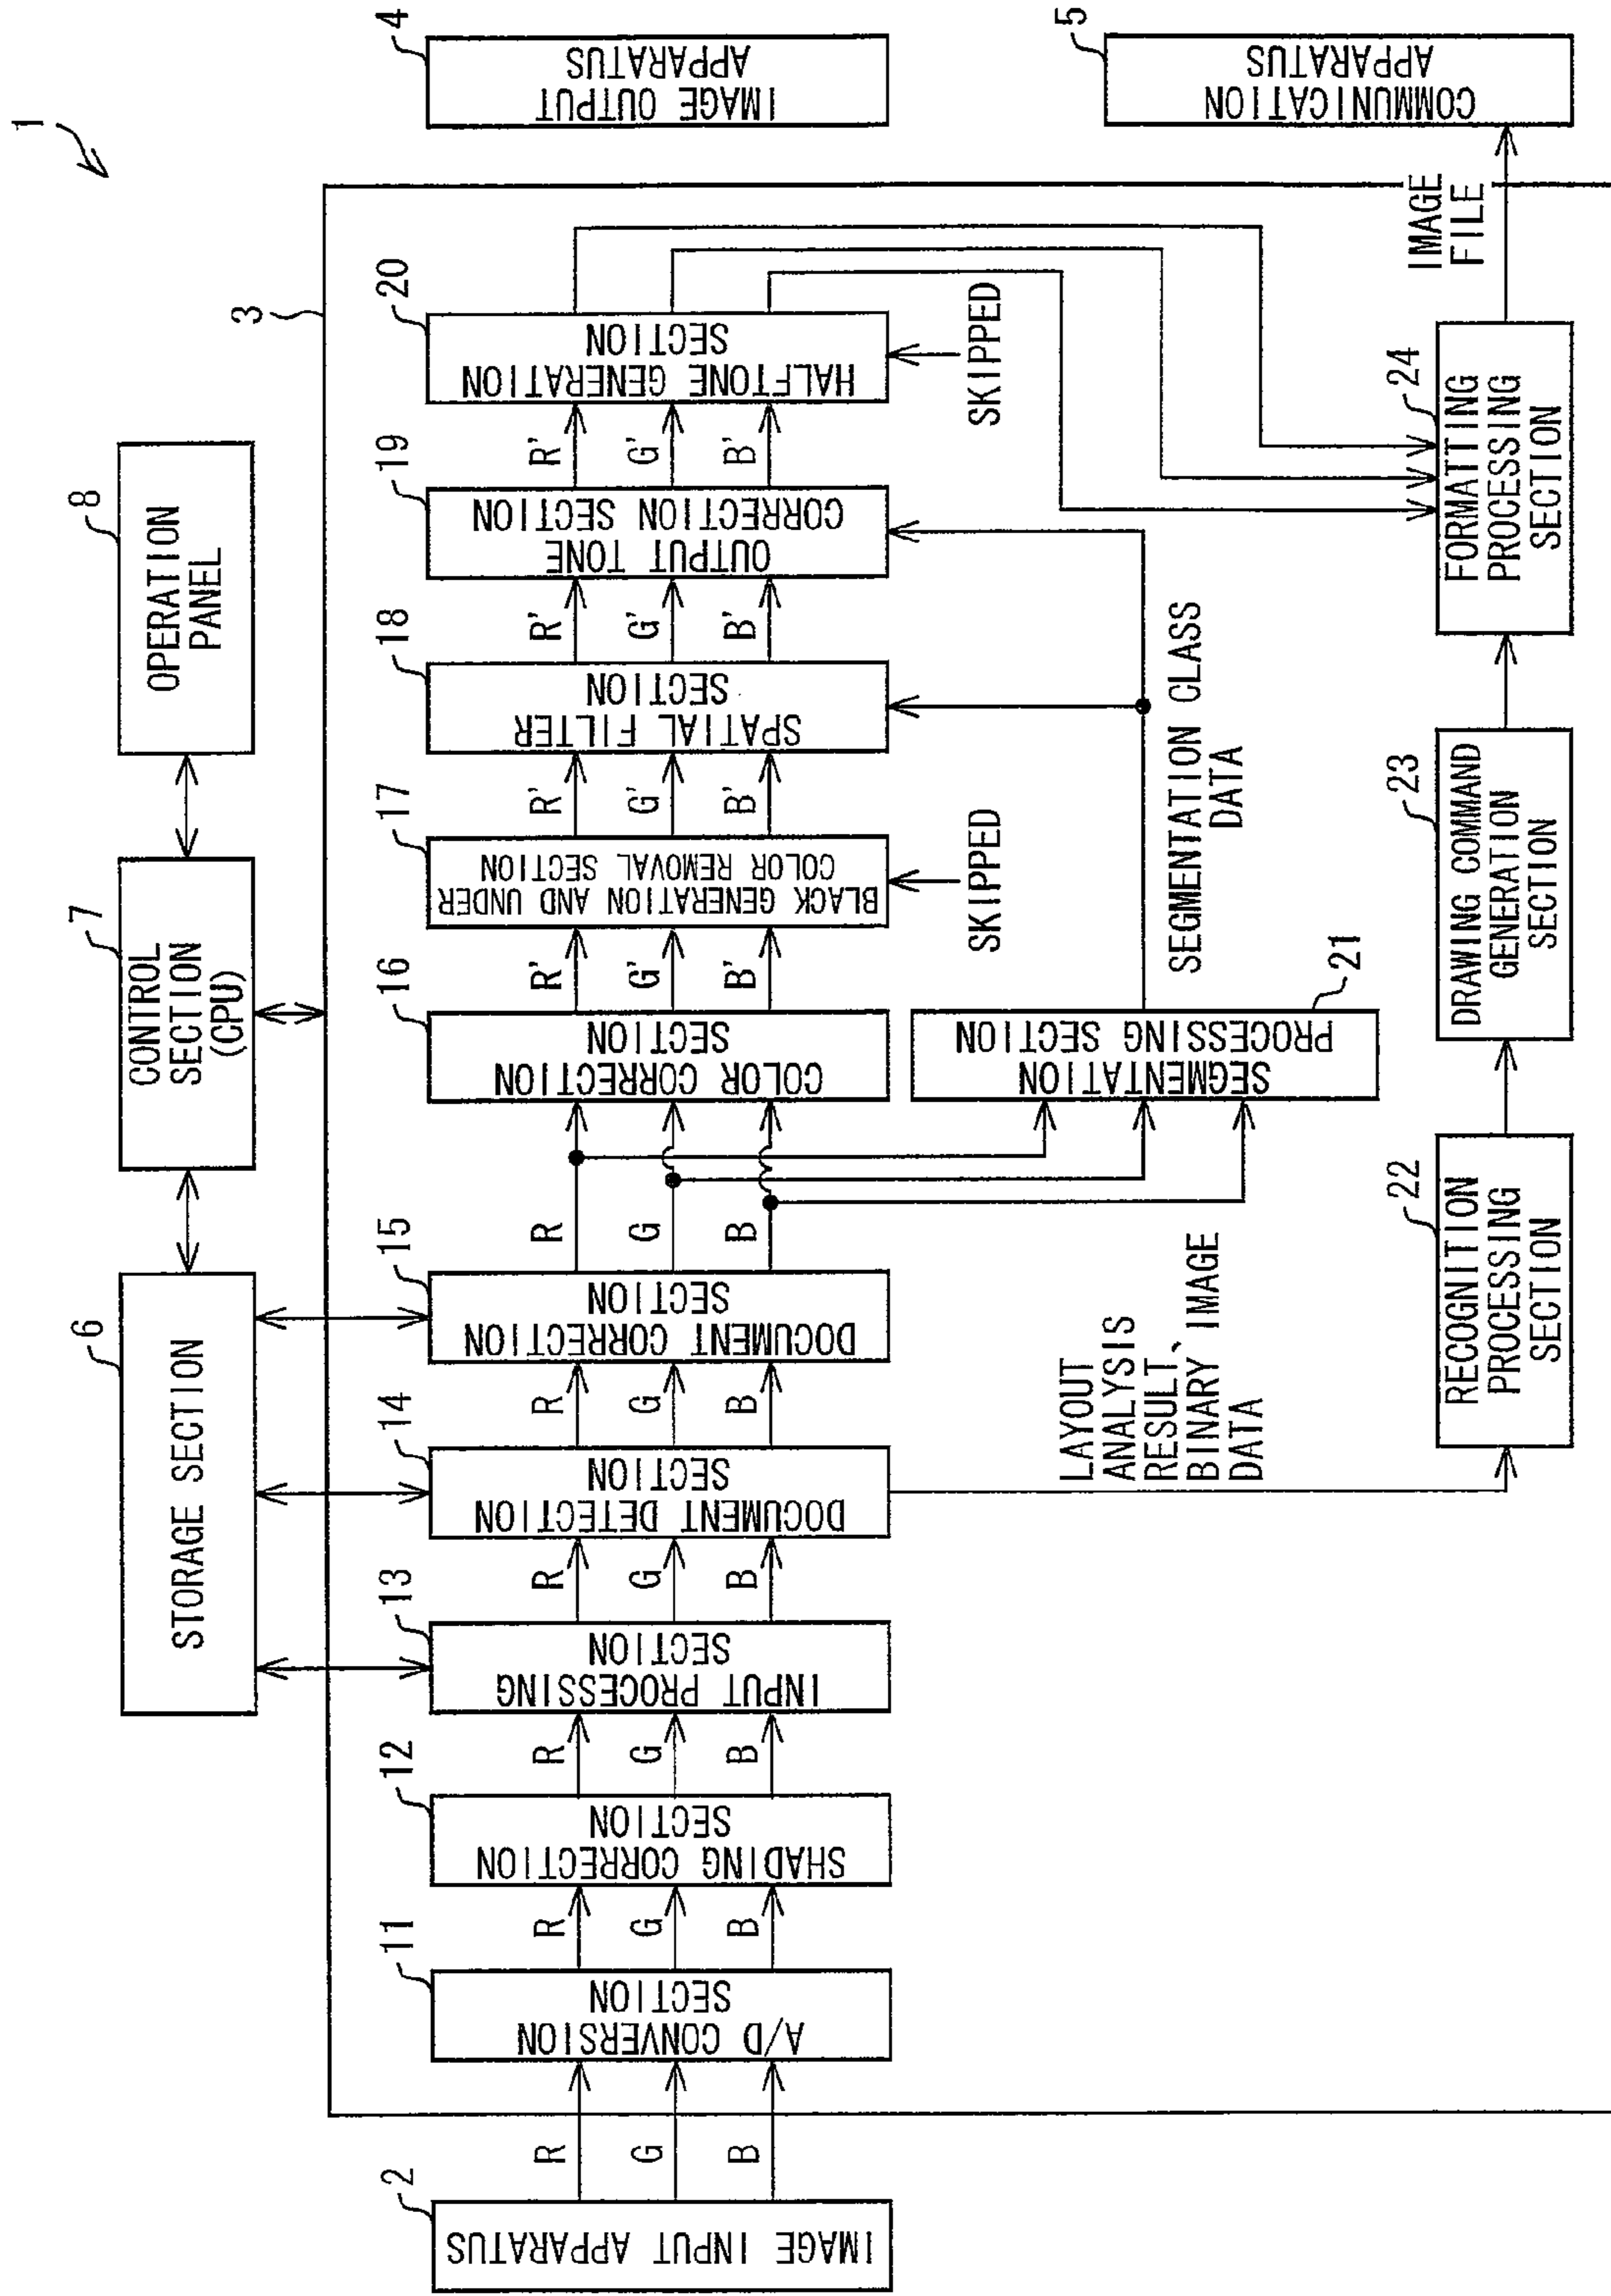 1
OPERATION
PANEL
8
CONTROL
SECTION
(CPU)
7
STORAGE SECTION
6
3
IMAGE INPUT APPARATUS
2
R
G
B
A/D CONVERSION
SECTION
11
R
G
B
SHADING CORRECTION
SECTION
12
R
G
B
INPUT PROCESSING
SECTION
13
R
G
B
DOCUMENT DETECTION
SECTION
14
R
G
B
DOCUMENT CORRECTION
SECTION
15
R
G
B
COLOR CORRECTION
SECTION
16
R'
G'
B'
BLACK GENERATION AND UNDER
COLOR REMOVAL SECTION
17
SKIPPED
R'
G'
B'
SPATIAL FILTER
SECTION
18
R'
G'
B'
OUTPUT TONE
CORRECTION SECTION
19
R'
G'
B'
HALFTONE GENERATION
SECTION
20
SKIPPED
IMAGE OUTPUT
APPARATUS
4
SEGMENTATION
PROCESSING SECTION
21
SEGMENTATION CLASS
DATA
LAYOUT
ANALYSIS
RESULT,
BINARY IMAGE
DATA
RECOGNITION
PROCESSING
SECTION
22
DRAWING COMMAND
GENERATION
SECTION
23
FORMATTING
PROCESSING
SECTION
24
IMAGE
FILE
COMMUNICATION
APPARATUS
5